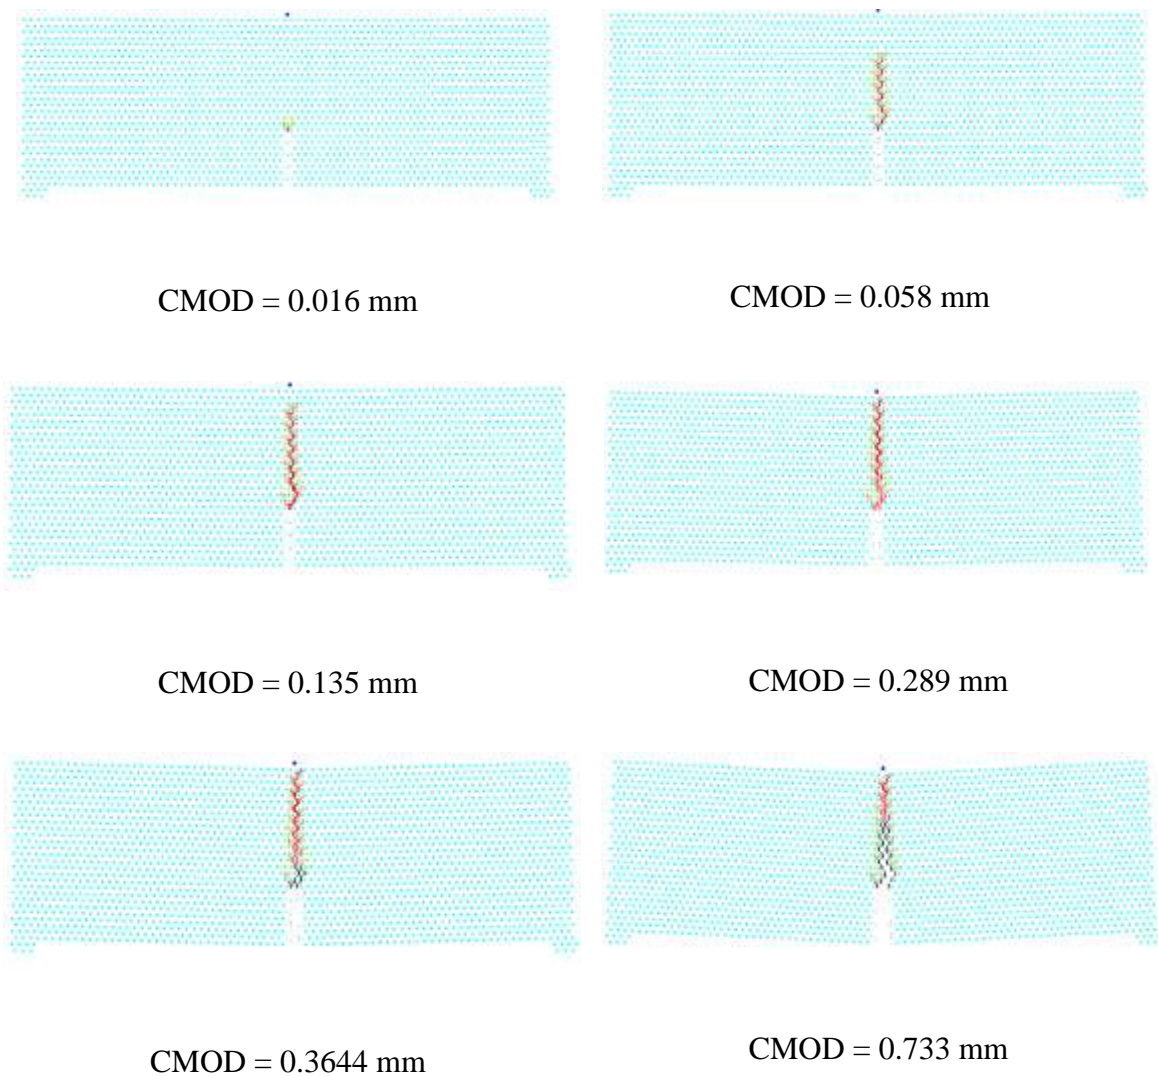 CMOD = 0.016 mm
CMOD = 0.058 mm
CMOD = 0.135 mm
CMOD = 0.289 mm
CMOD = 0.3644 mm
CMOD = 0.733 mm